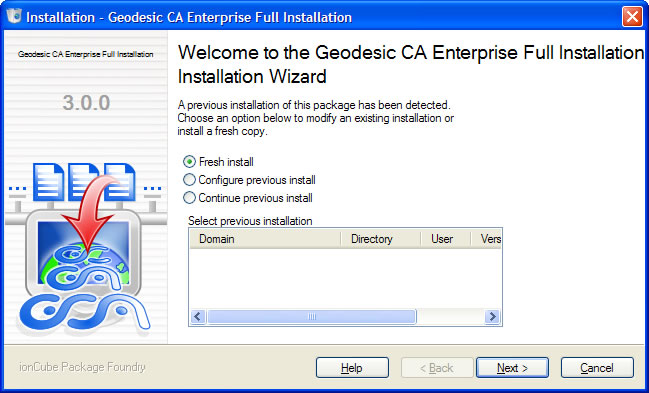 Installation - Geodesic CA Enterprise Full Installation
Geodesic CA Enterprise Full Installation
3.0.0
Welcome to the Geodesic CA Enterprise Full Installation
Installation Wizard
A previous installation of this package has been detected.
Choose an option below to modify an existing installation or
install a fresh copy.
Fresh install
Configure previous install
Continue previous install
Select previous installation
Domain Directory User Vers
ionCube Package Foundry
Help < Back Next > Cancel